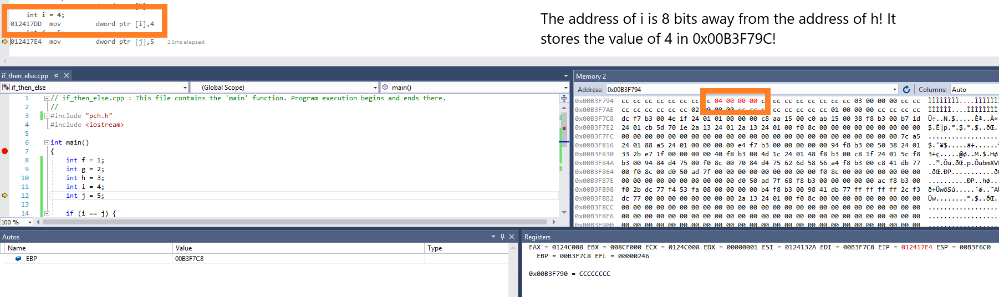 int i = 4;
012417DD mov dword ptr [i],4
The address of i is 8 bits away from the address of h! It
stores the value of 4 in 0x00B3F79C!
012417E4 mov dword ptr [j],5 ≤1ms elapsed
if_then_else.cpp
if_then_else (Global Scope) main()
1 // if_then_else.cpp : This file contains the 'main' function. Program execution begins and ends there.
2 //
3 #include "pch.h"
4 #include <iostream>
5
6 int main()
7 {
8 int f = 1;
9 int g = 2;
10 int h = 3;
11 int i = 4;
12 int j = 5;
13
14 if (i == j) {
100 %
Memory 2
Address: 0x00B3F794 Columns: Auto
0x00B3F794 cc cc cc cc cc cc cc cc 04 00 00 00 c cc cc cc cc cc cc cc 03 00 00 00 cc cc
0x00B3F7AE cc cc cc cc cc cc 02 00 00 00 cc cc cc cc cc cc cc cc 01 00 00 00 cc cc cc cc
0x00B3F7C8 dc f7 b3 00 4e 1f 24 01 01 00 00 00 c8 aa 15 00 c0 ab 15 00 38 f8 b3 00 b7 1d
0x00B3F7E2 24 01 cb 5d 70 1e 2a 13 24 01 2a 13 24 01 00 f0 8c 00 00 00 00 00 00 00 00 00
0x00B3F7FC 00 00 00 00 00 00 00 00 00 00 00 00 00 00 00 00 00 00 00 00 00 00 00 00 7c a5
0x00B3F816 24 01 88 a5 24 01 00 00 00 00 e4 f7 b3 00 00 00 00 00 94 f8 b3 00 50 38 24 01
0x00B3F830 33 2b e7 1f 00 00 00 00 40 f8 b3 00 4d 1c 24 01 48 f8 b3 00 c8 1f 24 01 5c f8
0x00B3F84A b3 00 94 84 d4 75 00 f0 8c 00 70 84 d4 75 62 6d 58 56 a4 f8 b3 00 c8 41 db 77
0x00B3F864 00 f0 8c 00 d0 50 ad 7f 00 00 00 00 00 00 00 00 00 f0 8c 00 00 00 00 00 00 00
0x00B3F87E 00 00 00 00 00 00 00 00 00 00 d0 50 ad 7f 68 f8 b3 00 00 00 00 00 ac f8 b3 00
0x00B3F898 f0 2b dc 77 f4 53 fa 08 00 00 00 00 b4 f8 b3 00 98 41 db 77 ff ff ff ff 2c f3
0x00B3F8B2 dc 77 00 00 00 00 00 00 00 00 2a 13 24 01 00 f0 8c 00 00 00 00 00 00 00 00 00
0x00B3F8CC 00 00 00 00 00 00 00 00 00 00 00 00 00 00 00 00 00 00 00 00 00 00 00 00 00 00
0x00B3F8E6 00 00 00 00 00 00 00 00 00 00 00 00 00 00 00 00 00 00 00 00 00 00 00 00 00 00
0x00B3F900 00 00 00 00 00 00 00 00 00 00 00 00 00 00 00 00 00 00 00 00 00 00 00 00 00 00
Autos
Name Value Type
EBP 00B3F7C8
Registers
EAX = 0124C008 EBX = 008CF000 ECX = 0124C008 EDX = 00000001 ESI = 0124132A EDI = 00B3F7C8 EIP = 012417E4 ESP = 00B3F6C0
EBP = 00B3F7C8 EFL = 00000246
0x00B3F790 = CCCCCCCC